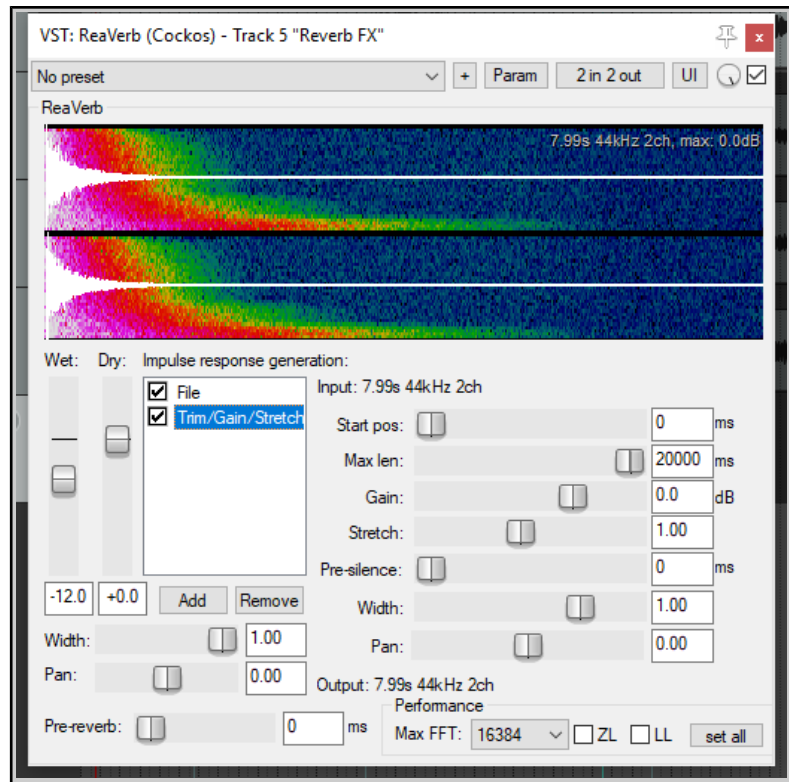 VST: ReaVerb (Cockos) - Track 5 "Reverb FX"
No preset + Param 2 in 2 out UI
ReaVerb
7.99s 44kHz 2ch, max: 0.0dB
Wet: Dry: Impulse response generation:
File
Trim/Gain/Stretch
Input: 7.99s 44kHz 2ch
Start pos: 0 ms
Max len: 20000 ms
Gain: 0.0 dB
Stretch: 1.00
Pre-silence: 0 ms
Width: 1.00
Pan: 0.00
Output: 7.99s 44kHz 2ch
-12.0 +0.0 Add Remove
Width: 1.00
Pan: 0.00
Pre-reverb: 0 ms
Performance
Max FFT: 16384 ZL LL set all